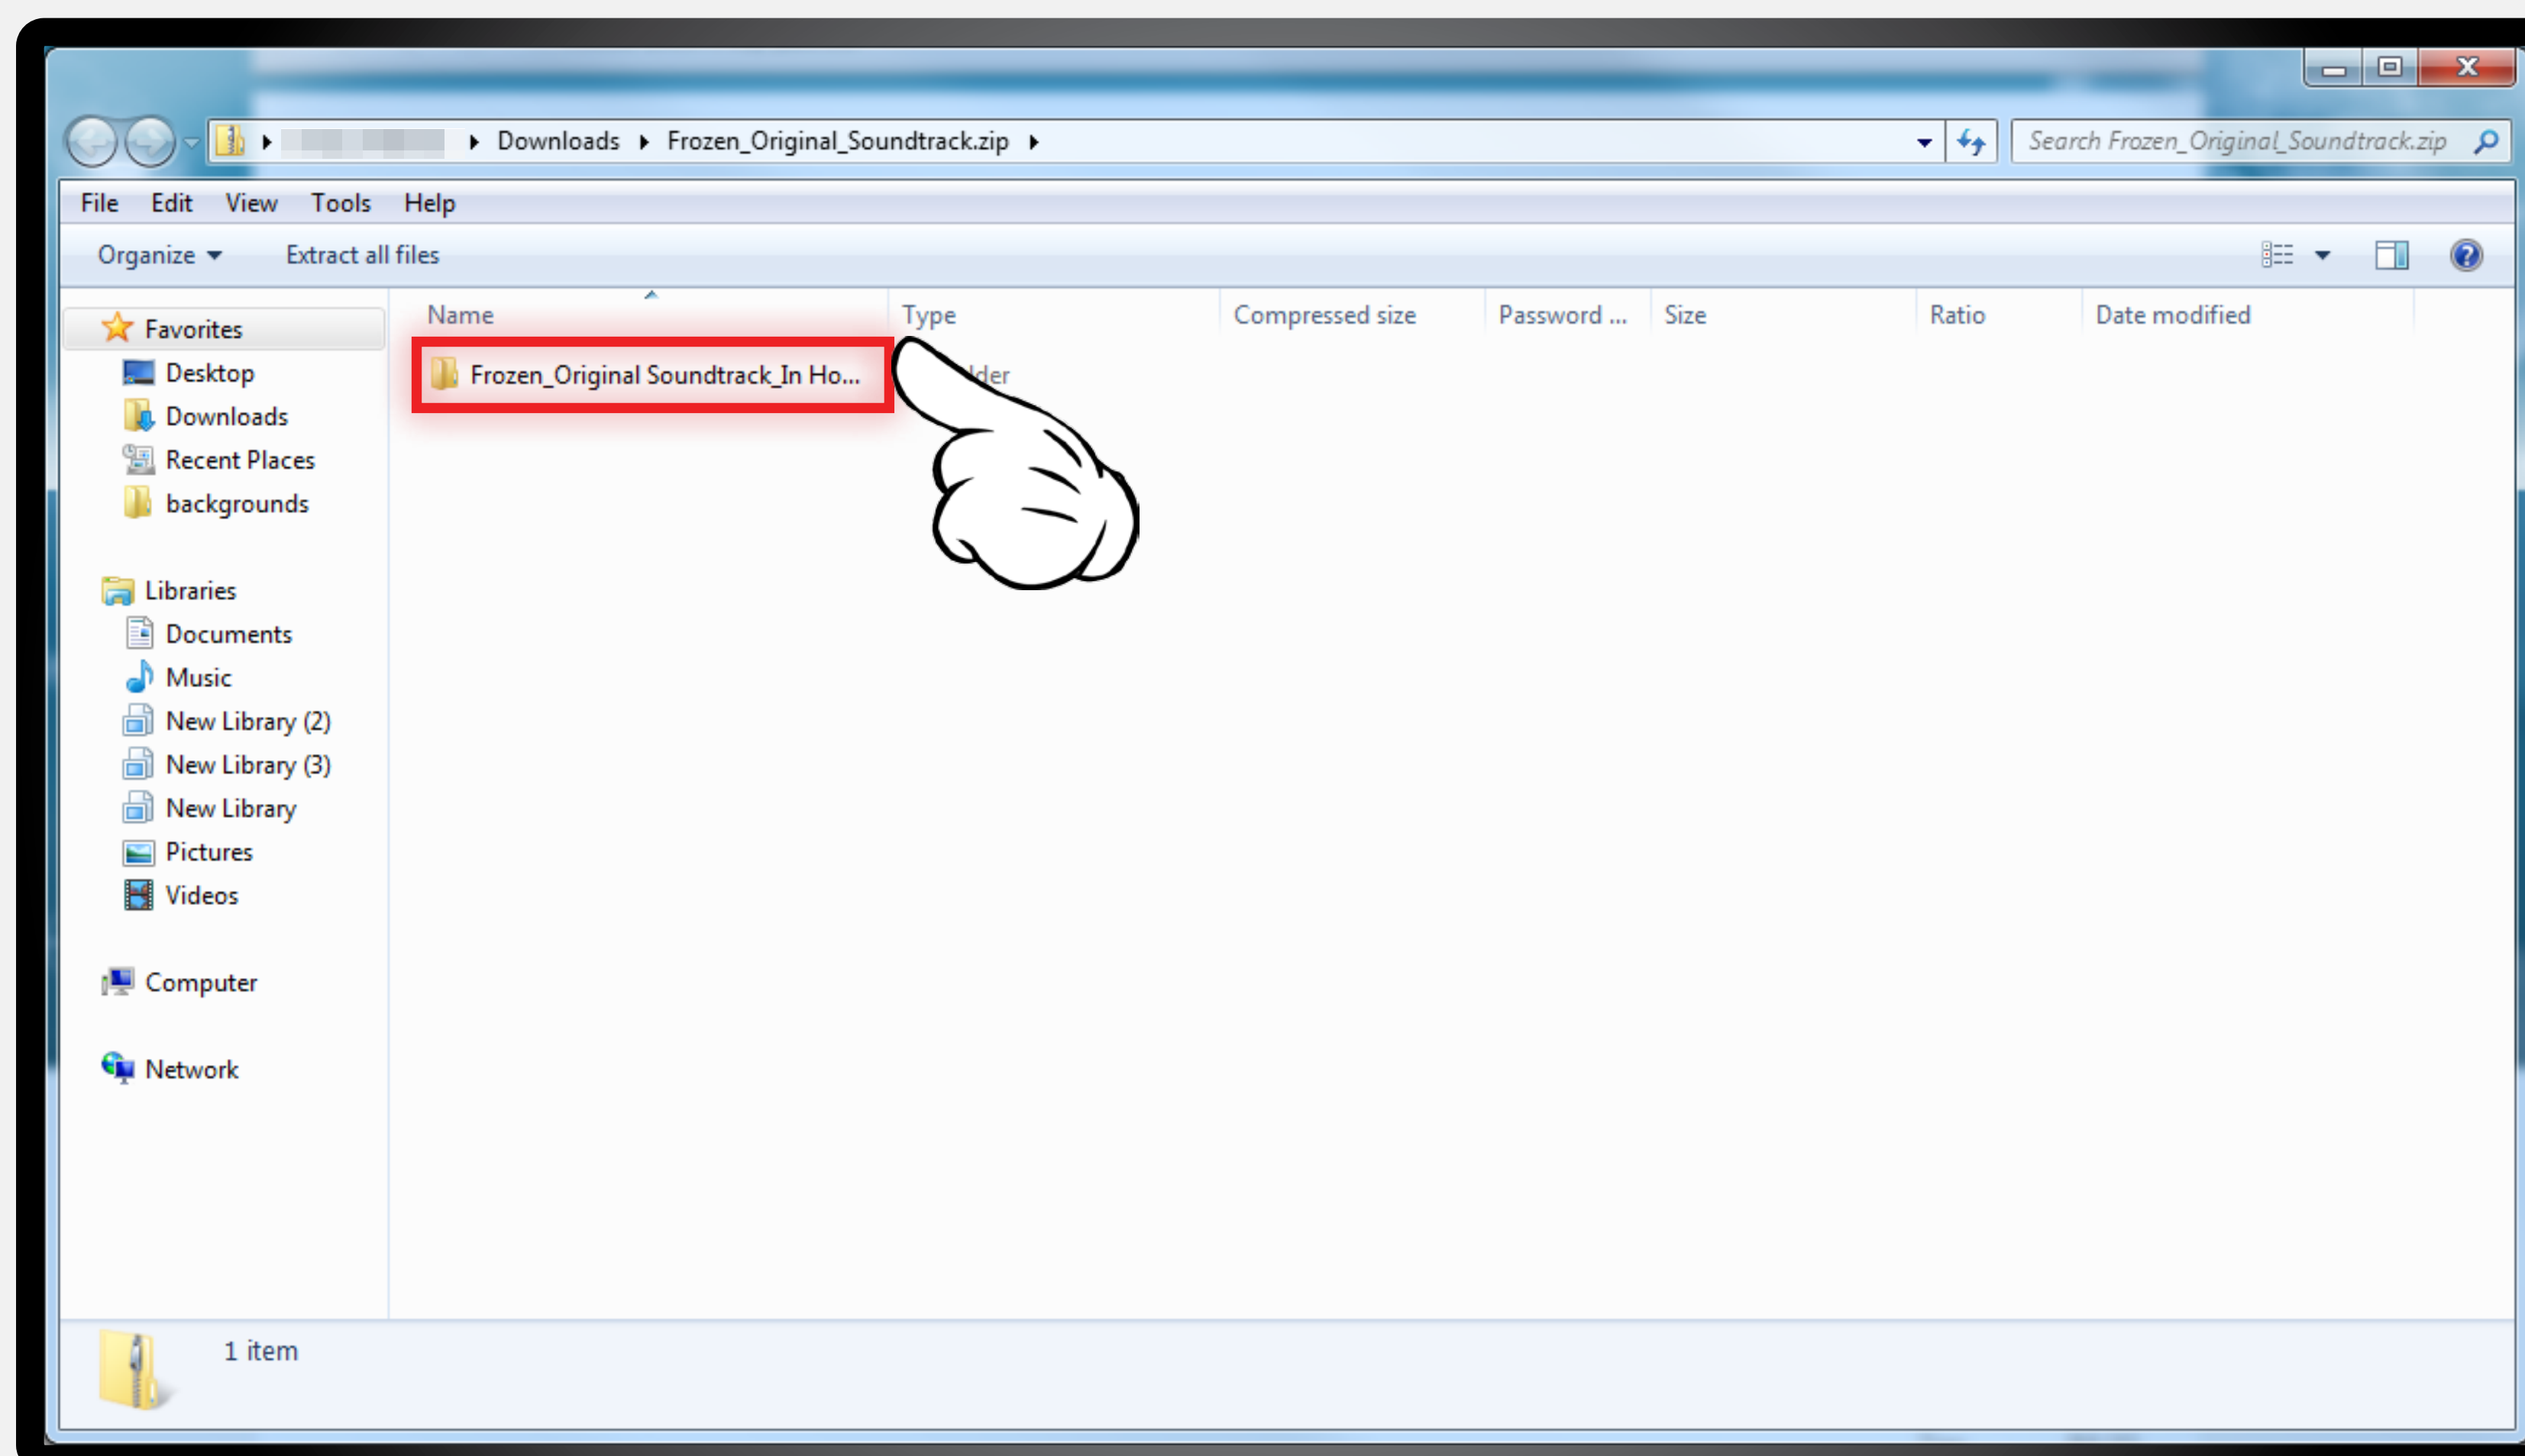 Downloads Frozen_Original_Soundtrack.zip Search Frozen_Original_Soundtrack.zip
File Edit View Tools Help
Organize Extract all files
Name Type Compressed size Password ... Size Ratio Date modified
Frozen_Original Soundtrack_In Ho...
Favorites
Desktop
Downloads
Recent Places
backgrounds
Libraries
Documents
Music
New Library (2)
New Library (3)
New Library
Pictures
Videos
Computer
Network
1 item